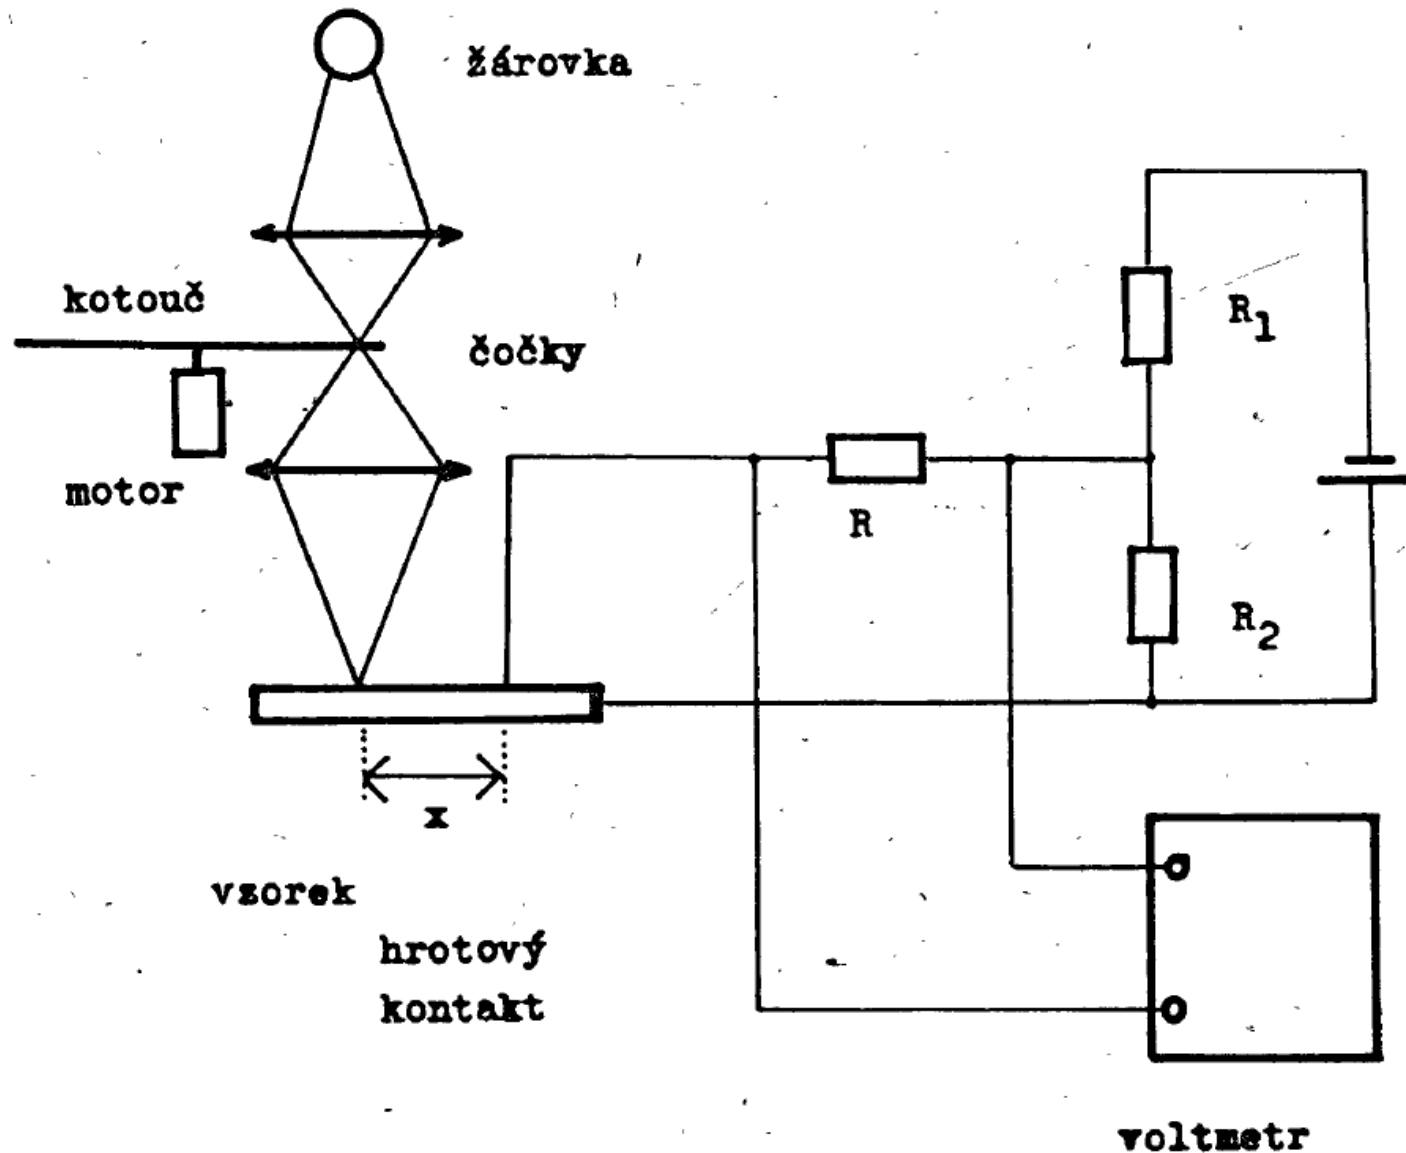 žárovka
kotouč
čočky
motor
R
R1
R2
x
vzorek
hrotový
kontakt
voltmetr